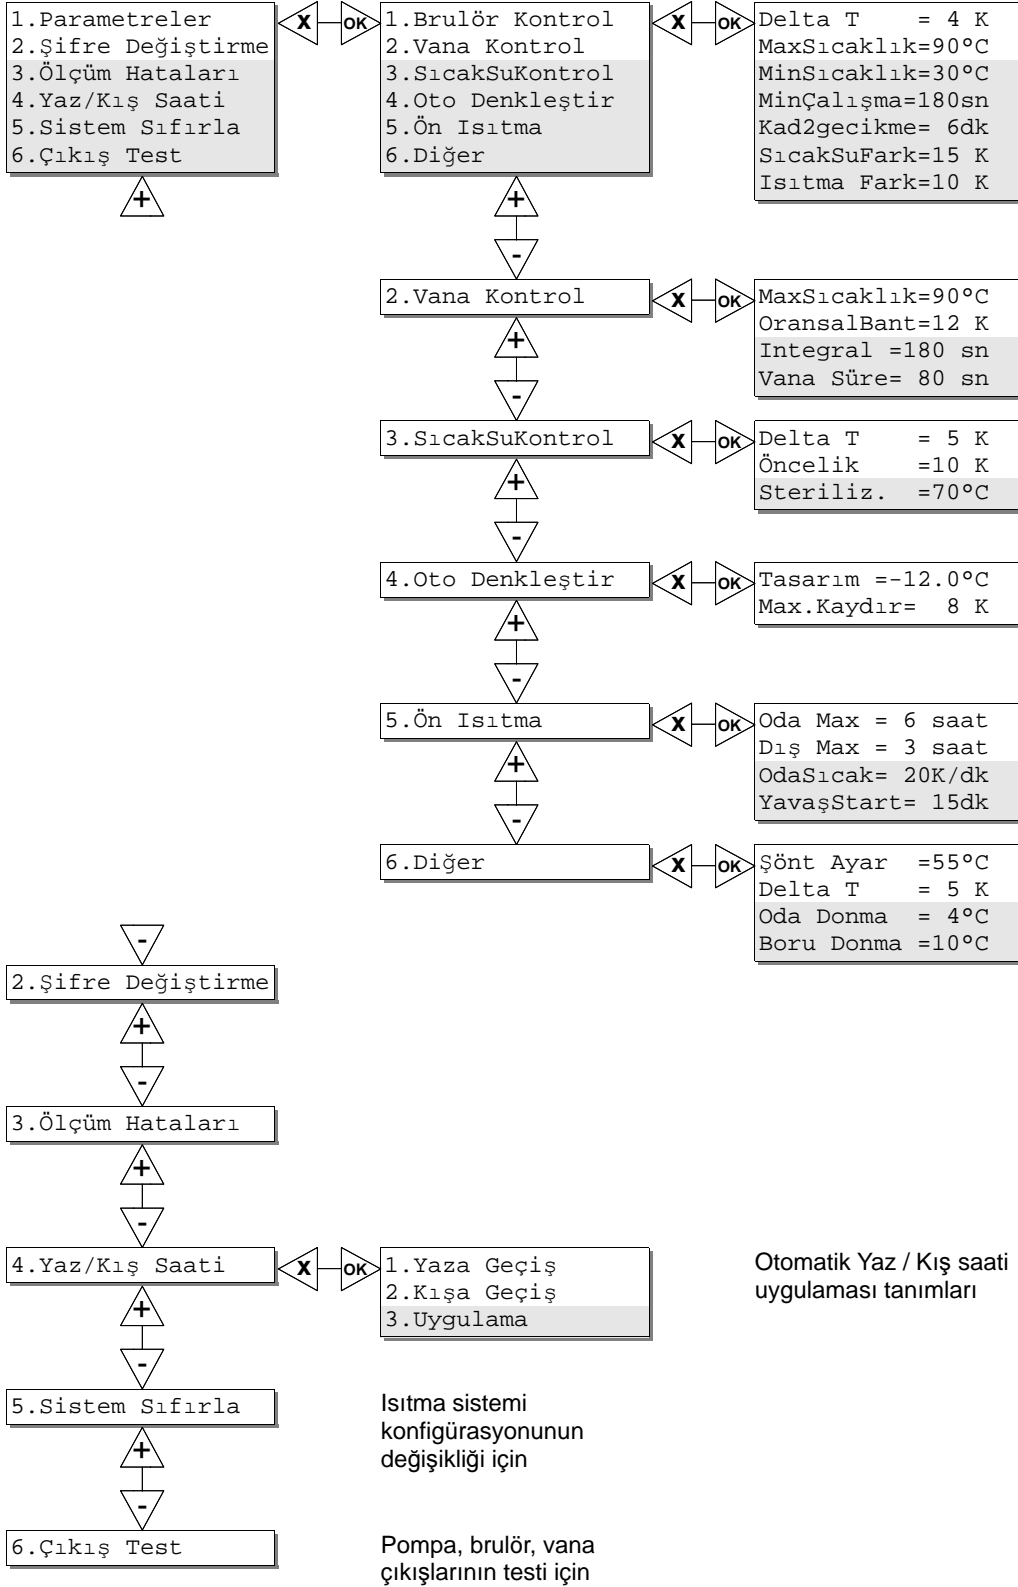 1.Parametreler
2.Şifre Değiştirme
3.Ölçüm Hataları
4.Yaz/Kış Saati
5.Sistem Sıfırla
6.Çıkış Test
X
OK
1.Brulör Kontrol
2.Vana Kontrol
3.SıcakSuKontrol
4.Oto Denkleştir
5.Ön Isıtma
6.Diğer
X
OK
Delta T = 4 K
MaxSıcaklık=90°C
MinSıcaklık=30°C
MinÇalışma=180sn
Kad2gecikme= 6dk
SıcakSuFark=15 K
Isıtma Fark=10 K
+
+
-
2.Vana Kontrol
X
OK
MaxSıcaklık=90°C
OransalBant=12 K
Integral =180 sn
Vana Süre= 80 sn
+
-
3.SıcakSuKontrol
X
OK
Delta T = 5 K
Öncelik =10 K
Steriliz. =70°C
+
-
4.Oto Denkleştir
X
OK
Tasarım =-12.0°C
Max.Kaydır= 8 K
+
-
5.Ön Isıtma
X
OK
Oda Max = 6 saat
Dış Max = 3 saat
OdaSıcak= 20K/dk
YavaşStart= 15dk
+
-
6.Diğer
X
OK
Şönt Ayar =55°C
Delta T = 5 K
Oda Donma = 4°C
Boru Donma =10°C
-
2.Şifre Değiştirme
+
-
3.Ölçüm Hataları
+
-
4.Yaz/Kış Saati
X
OK
1.Yaza Geçiş
2.Kışa Geçiş
3.Uygulama
Otomatik Yaz / Kış saati
uygulaması tanımları
+
-
5.Sistem Sıfırla
Isıtma sistemi
konfigürasyonunun
değişikliği için
+
-
6.Çıkış Test
Pompa, brulör, vana
çıkışlarının testi için